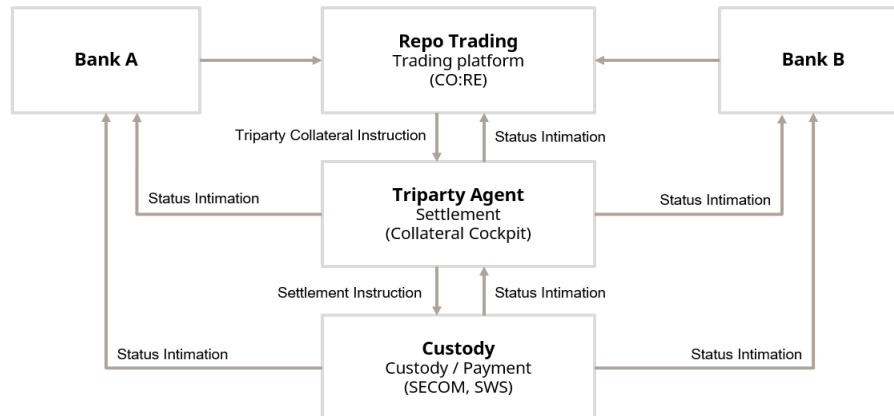 Bank A
Repo Trading
Trading platform
(CO:RE)
Bank B
Triparty Collateral Instruction
Status Intimation
Status Intimation
Triparty Agent
Settlement
(Collateral Cockpit)
Status Intimation
Settlement Instruction
Status Intimation
Status Intimation
Custody
Custody / Payment
(SECOM, SWS)
Status Intimation